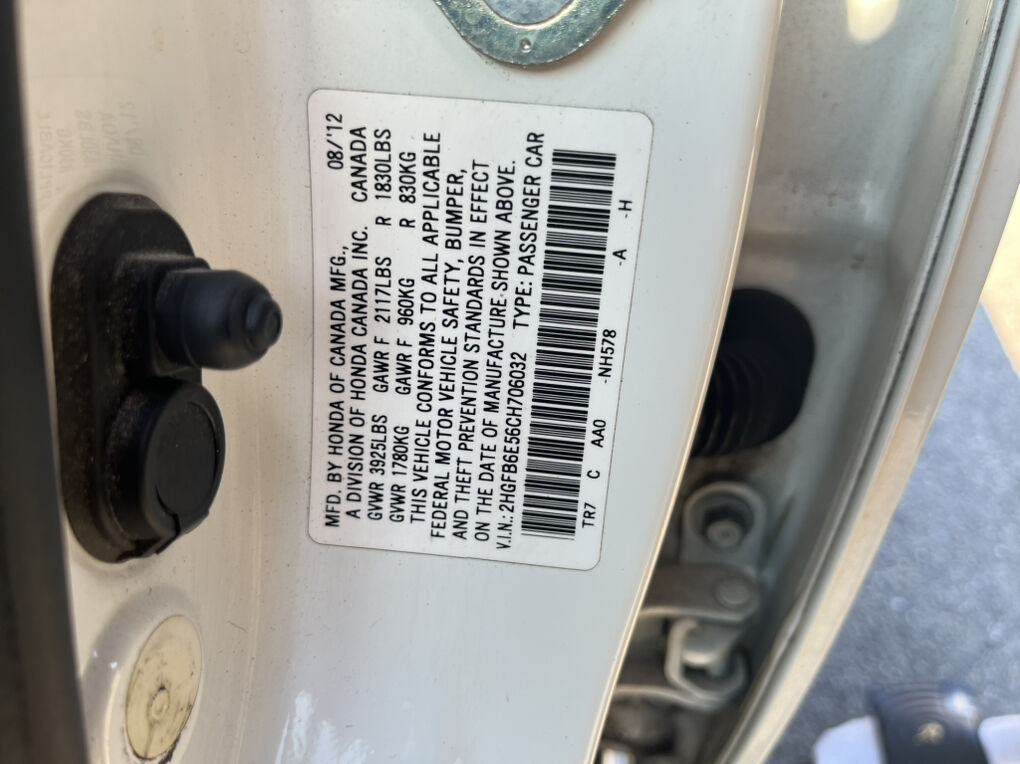 MFD. BY HONDA OF CANADA MFG., 08/'12
A DIVISION OF HONDA CANADA INC. CANADA
GVWR 3925LBS GAWR F 2117LBS R 1830LBS
GVWR 1780KG GAWR F 960KG R 830KG
THIS VEHICLE CONFORMS TO ALL APPLICABLE
FEDERAL MOTOR VEHICLE SAFETY, BUMPER,
AND THEFT PREVENTION STANDARDS IN EFFECT
ON THE DATE OF MANUFACTURE SHOWN ABOVE.
V.I.N.: 2HGFB6E56CH706032 TYPE: PASSENGER CAR
TR7 C AA0 -NH578 -A -H